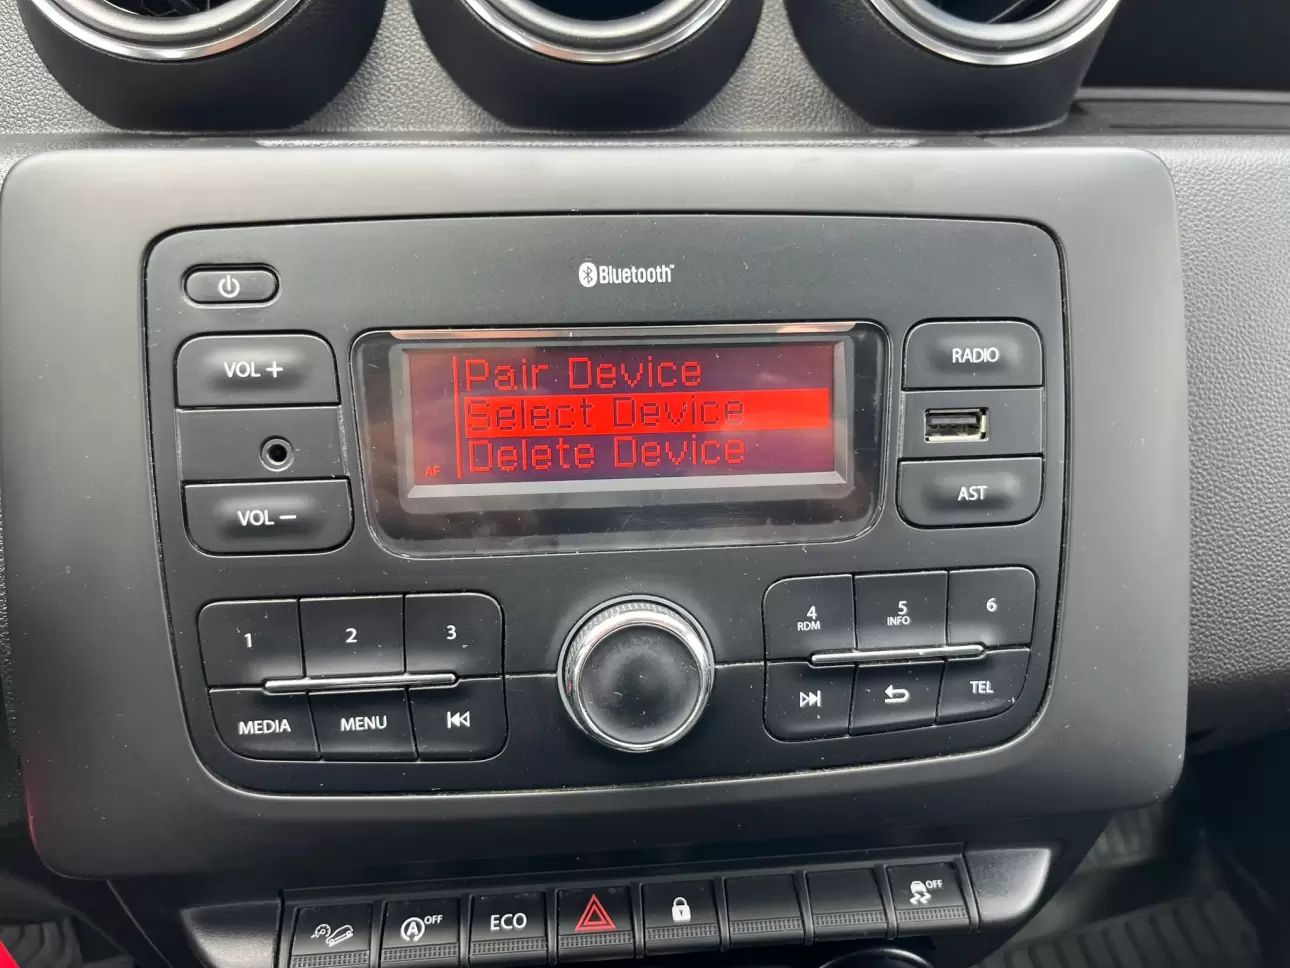 Bluetooth
VOL +
RADIO
Pair Device
Select Device
Delete Device
AF
VOL –
AST
1
2
3
4
RDM
5
INFO
6
MEDIA
MENU
TEL
A OFF
ECO
OFF